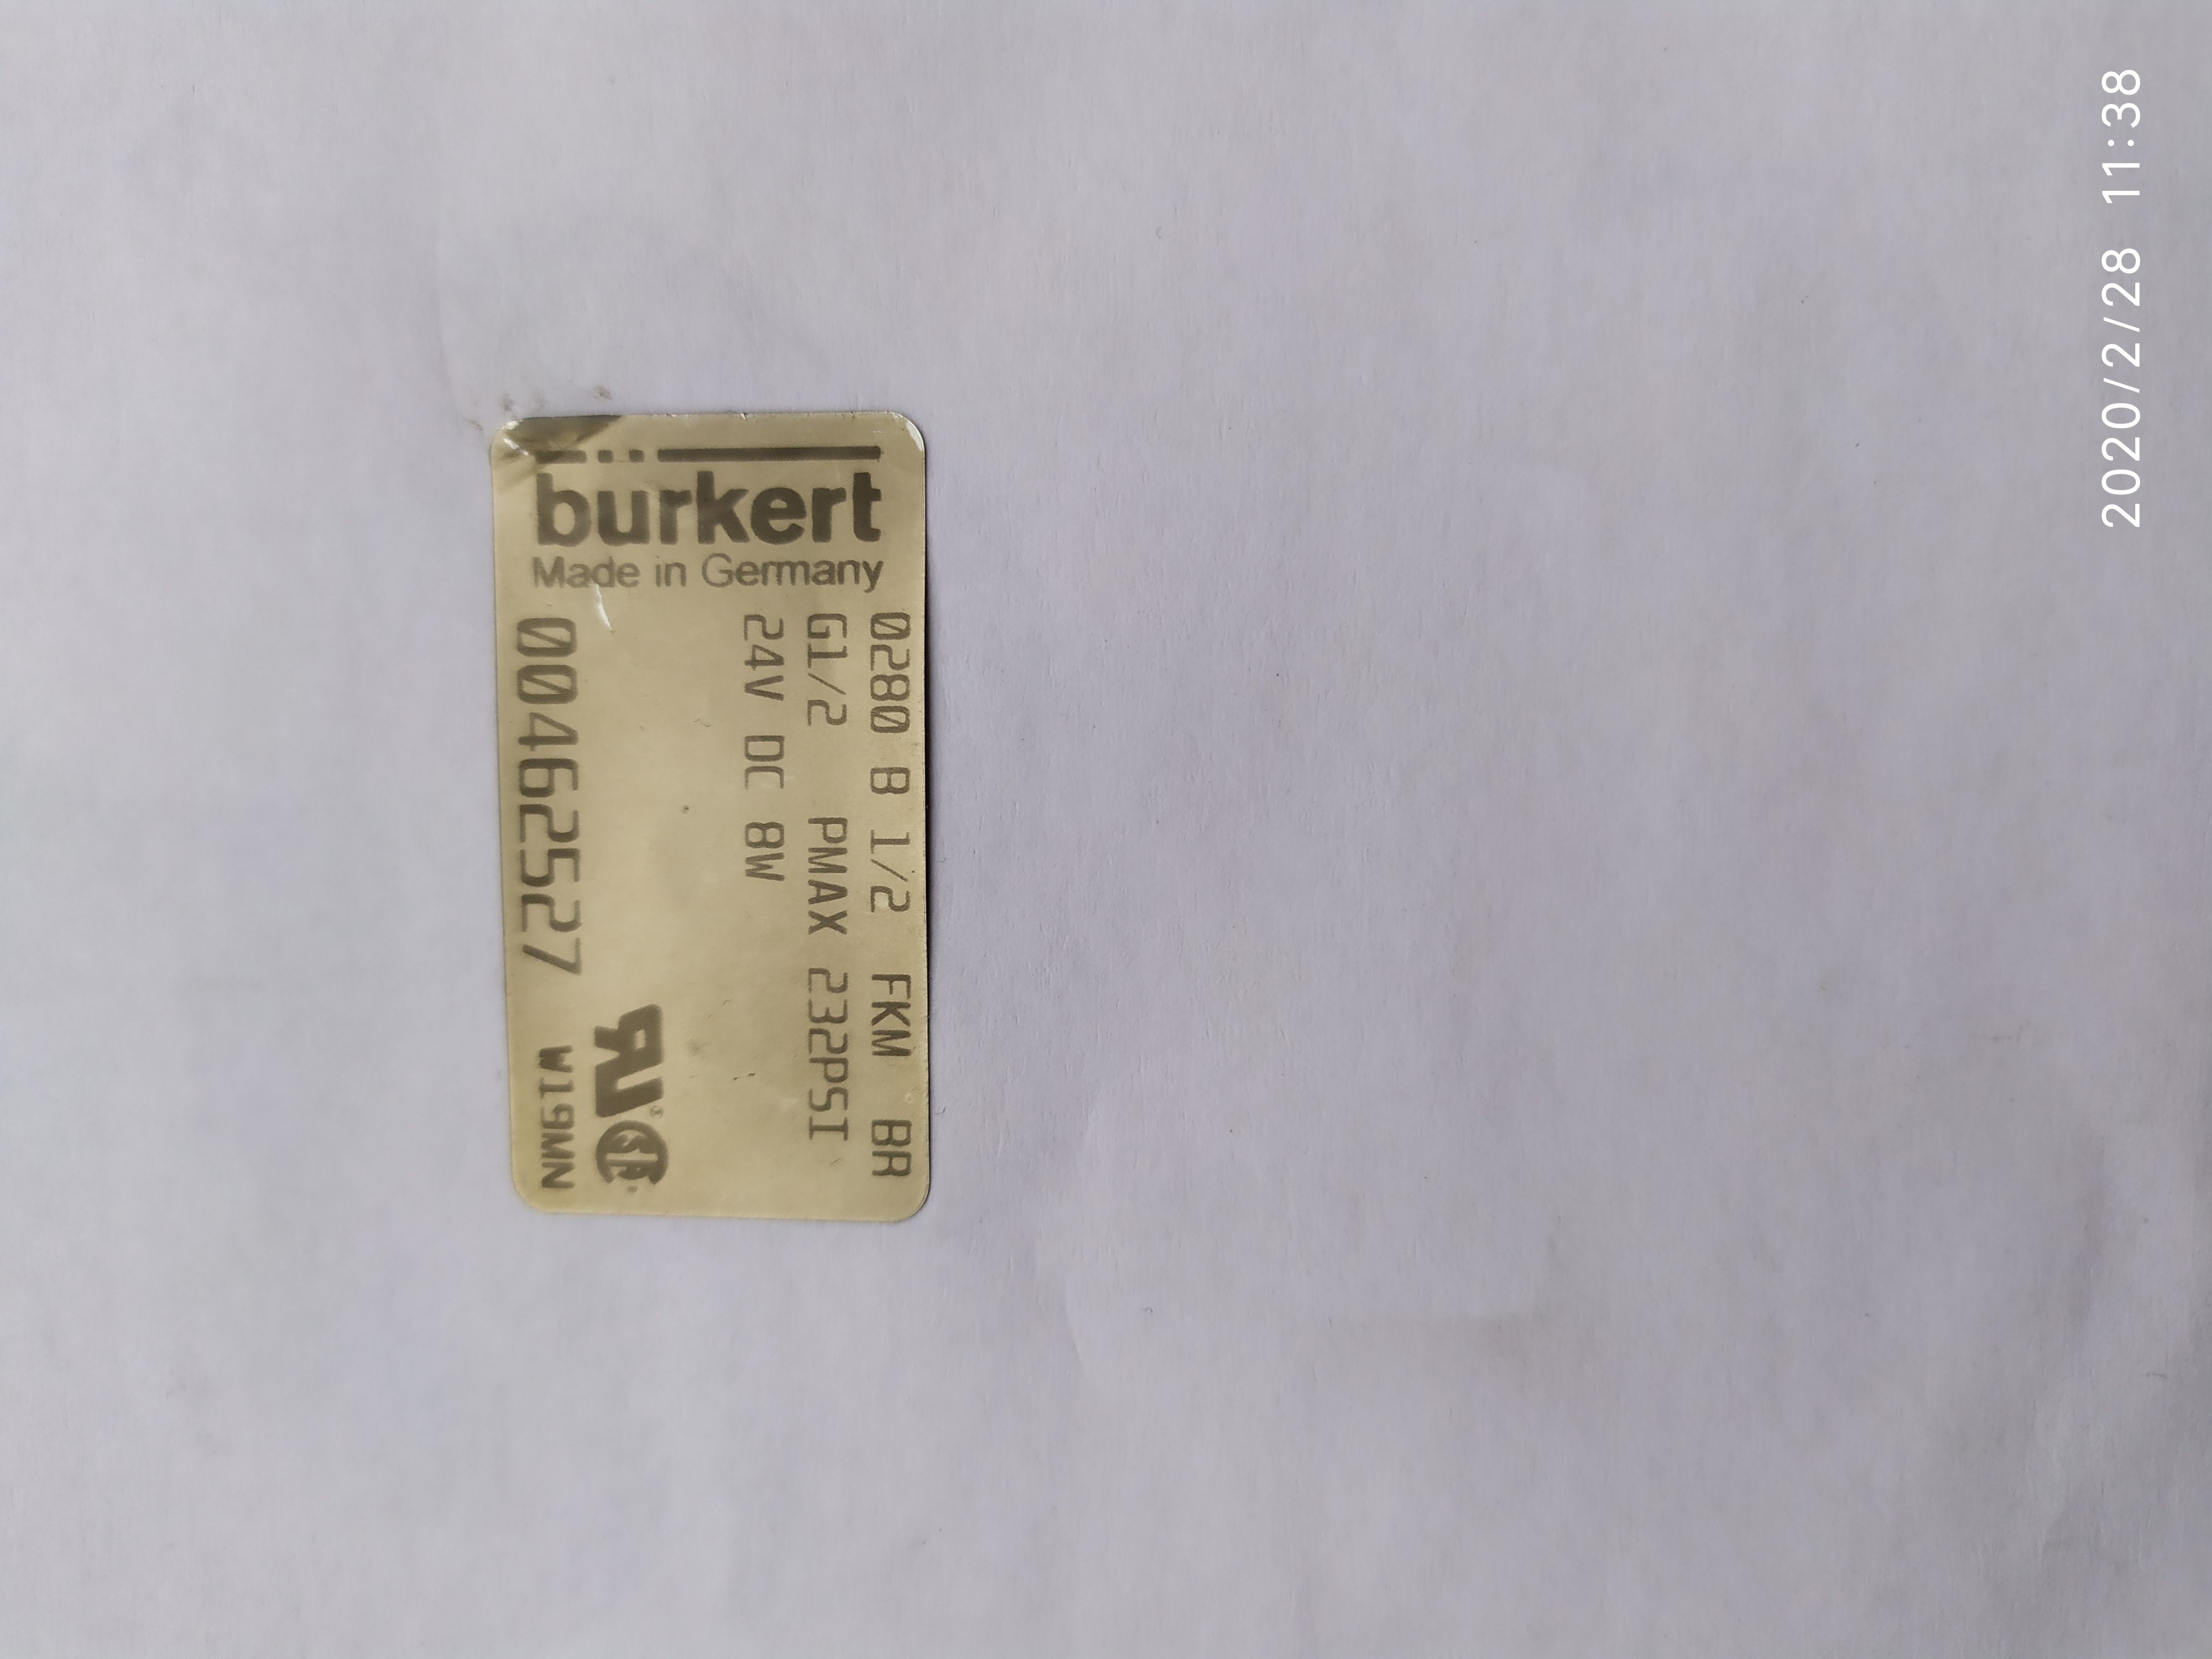 burkert
Made in Germany
0280 B 1/2 FKM BR
G1/2 PMAX 232PSI
24V DC 8W
00462527 W19MN
2020/2/28 11:38